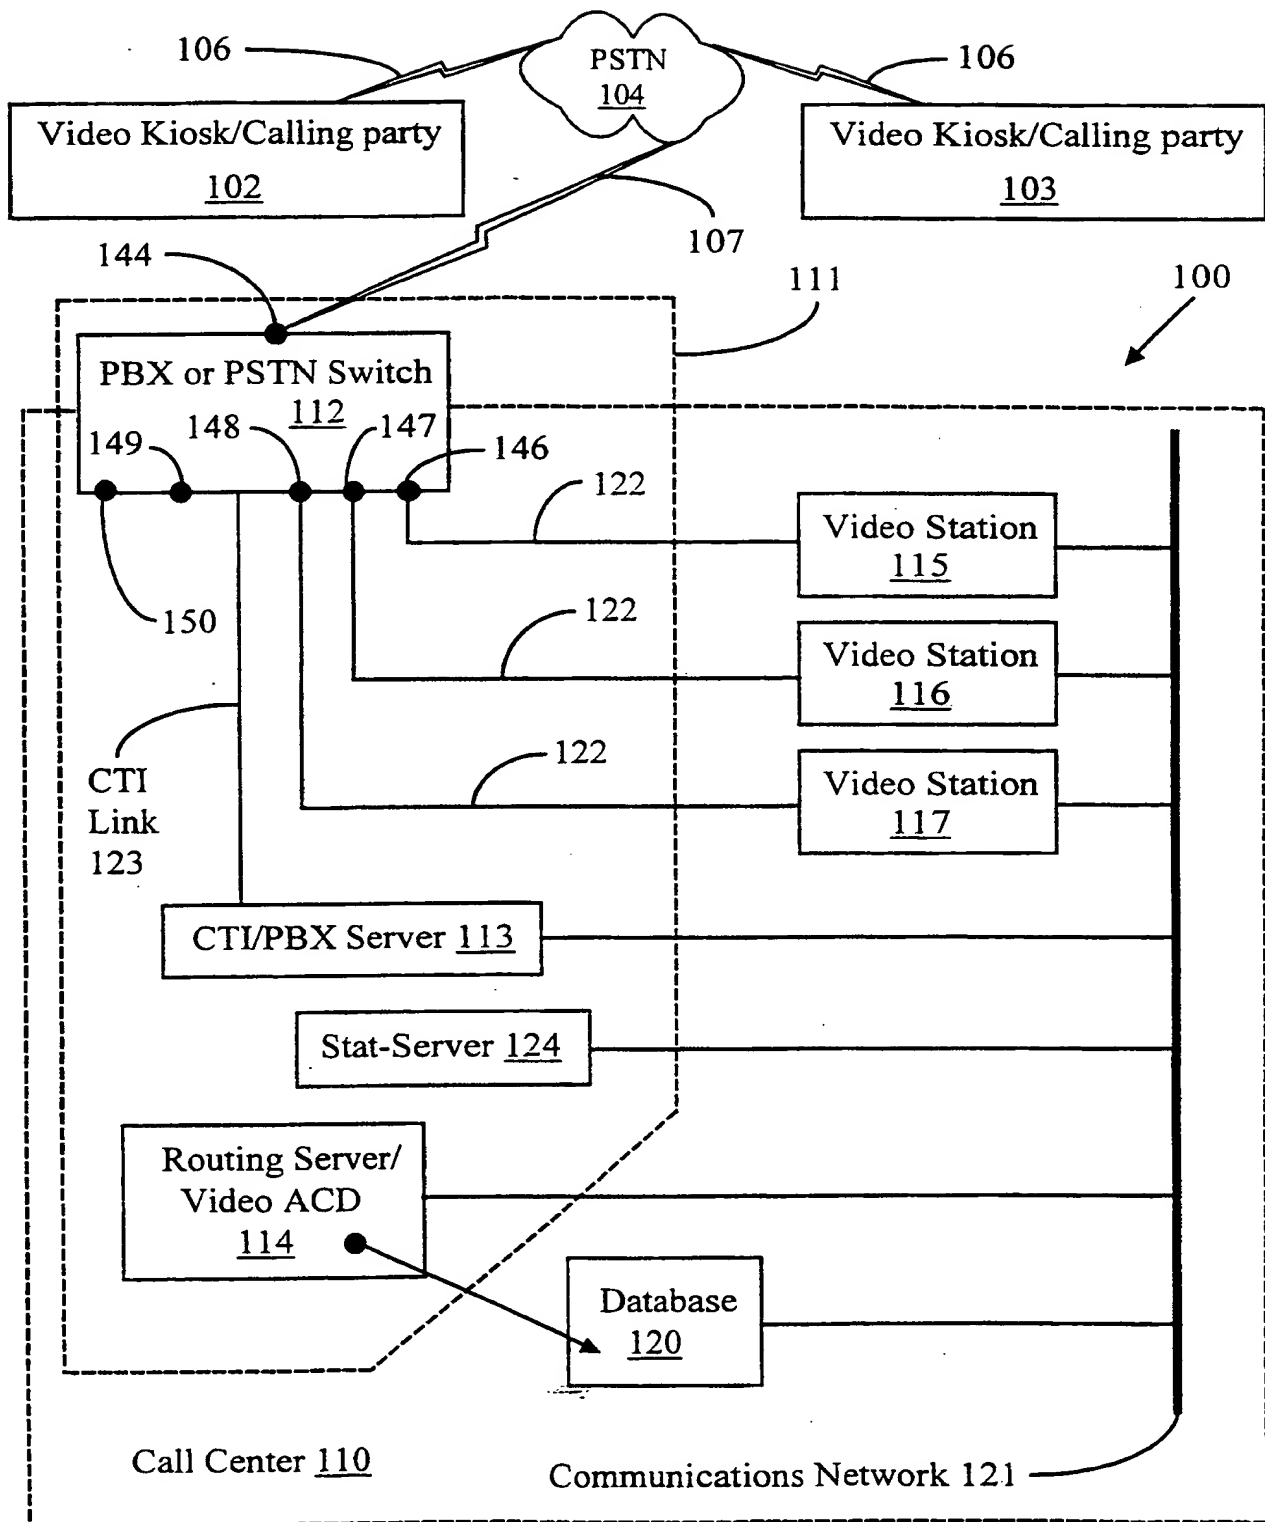 106
PSTN
104
106
Video Kiosk/Calling party
102
Video Kiosk/Calling party
103
107
144
111
100
PBX or PSTN Switch
112
149
148
147
146
122
Video Station
115
150
122
Video Station
116
122
Video Station
117
CTI
Link
123
CTI/PBX Server 113
Stat-Server 124
Routing Server/
Video ACD
114
Database
120
Call Center 110
Communications Network 121